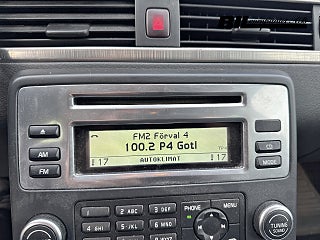 FM2 Förval 4
100.2 P4 Gotl
17 AUTOKLIMAT 17
AM
FM
CD
MODE
PHONE
MENU
TUNING
SOUND
1
2 ABC
3 DEF
4 GHI
5 JKL
6 MNO